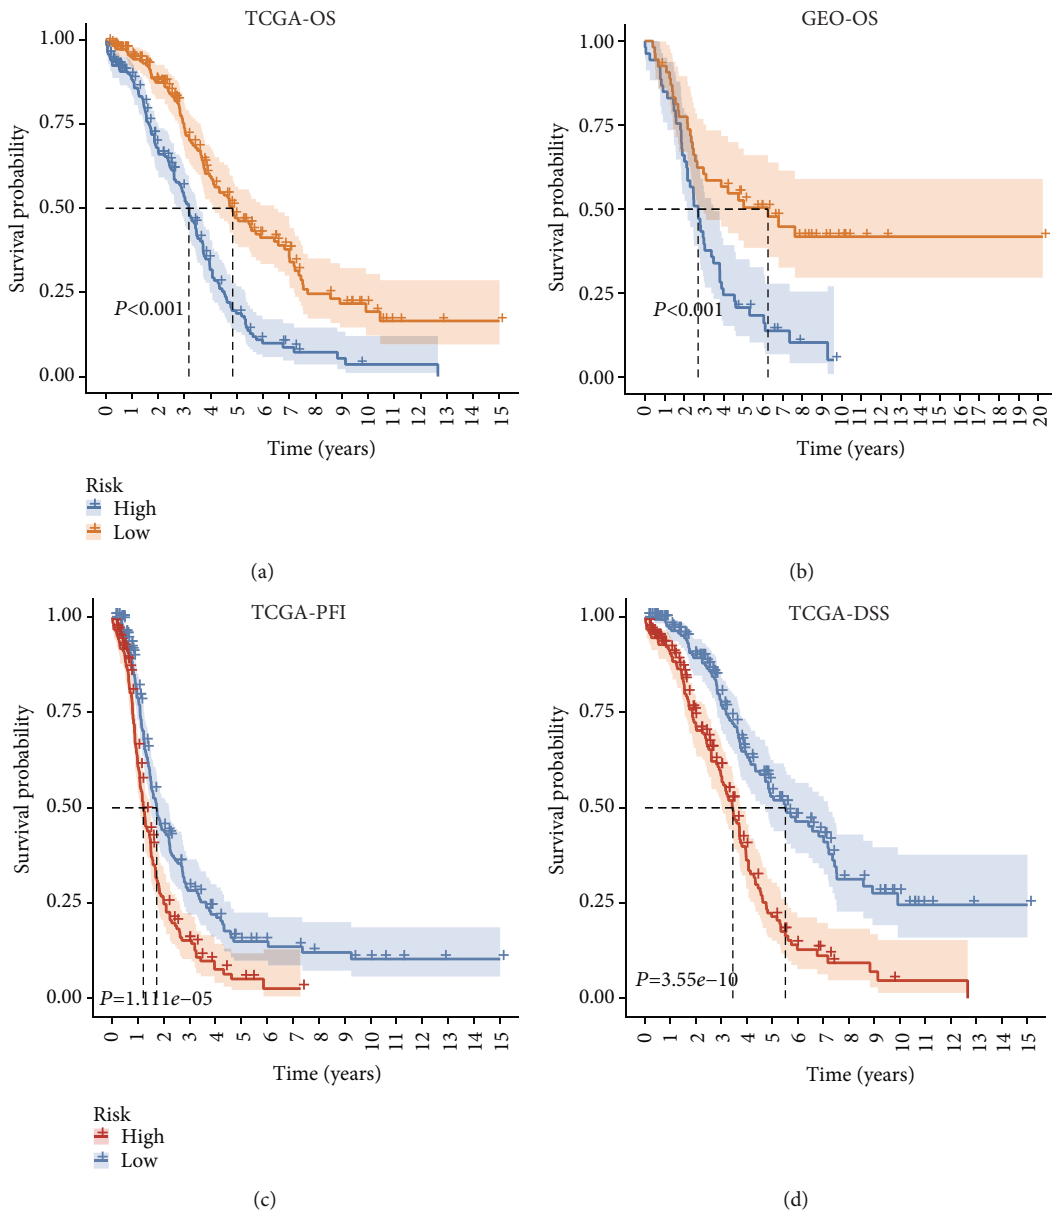 TCGA-OS
1.00
0.75
0.50
0.25
0.00
Survival probability
P<0.001
0 1 2 3 4 5 6 7 8 9 10 11 12 13 14 15
Time (years)
Risk
High
Low
(a)
GEO-OS
1.00
0.75
0.50
0.25
0.00
Survival probability
P<0.001
0 1 2 3 4 5 6 7 8 9 10 11 12 13 14 15 16 17 18 19 20
Time (years)
(b)
TCGA-PFI
1.00
0.75
0.50
0.25
0.00
Survival probability
P=1.111e−05
0 1 2 3 4 5 6 7 8 9 10 11 12 13 14 15
Time (years)
Risk
High
Low
(c)
TCGA-DSS
1.00
0.75
0.50
0.25
0.00
Survival probability
P=3.55e−10
0 1 2 3 4 5 6 7 8 9 10 11 12 13 14 15
Time (years)
(d)